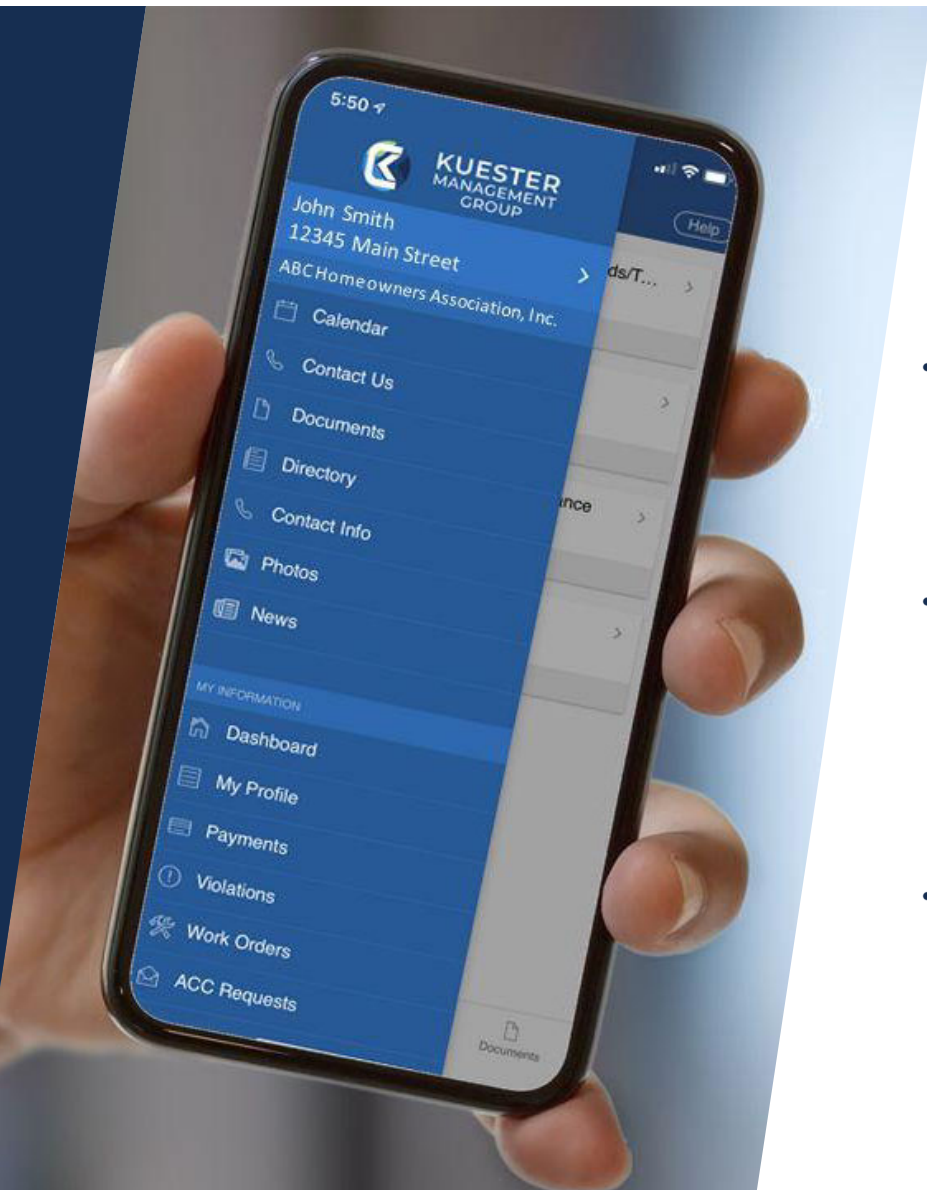 5:50
KUESTER
MANAGEMENT
GROUP
Help
John Smith
12345 Main Street
ABC Homeowners Association, Inc.
ds/T...
Calendar
Contact Us
Documents
Directory
ance
Contact Info
Photos
News
MY INFORMATION
Dashboard
My Profile
Payments
Violations
Work Orders
ACC Requests
Documents